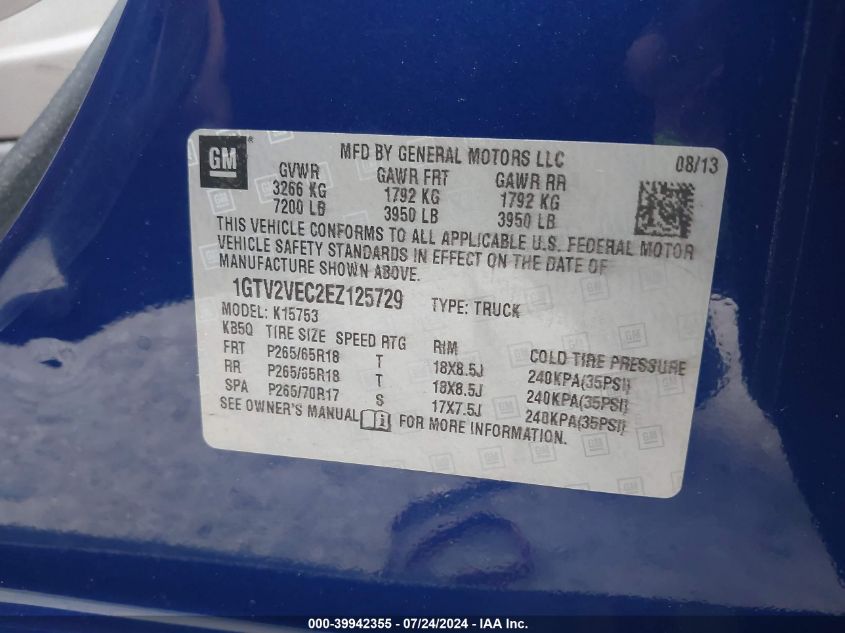 GM
MFD BY GENERAL MOTORS LLC 08/13
GVWR GAWR FRT GAWR RR
3266 KG 1792 KG 1792 KG
7200 LB 3950 LB 3950 LB
THIS VEHICLE CONFORMS TO ALL APPLICABLE U.S. FEDERAL MOTOR
VEHICLE SAFETY STANDARDS IN EFFECT ON THE DATE OF
MANUFACTURE SHOWN ABOVE.
1GTV2VEC2EZ125729 TYPE: TRUCK
MODEL: K15753
KB5Q TIRE SIZE SPEED RTG RIM COLD TIRE PRESSURE
FRT P265/65R18 T 18X8.5J 240KPA(35PSI)
RR P265/65R18 T 18X8.5J 240KPA(35PSI)
SPA P265/70R17 S 17X7.5J 240KPA(35PSI)
SEE OWNER'S MANUAL FOR MORE INFORMATION.
000-39942355 / 07/24/2024 - IAA Inc.